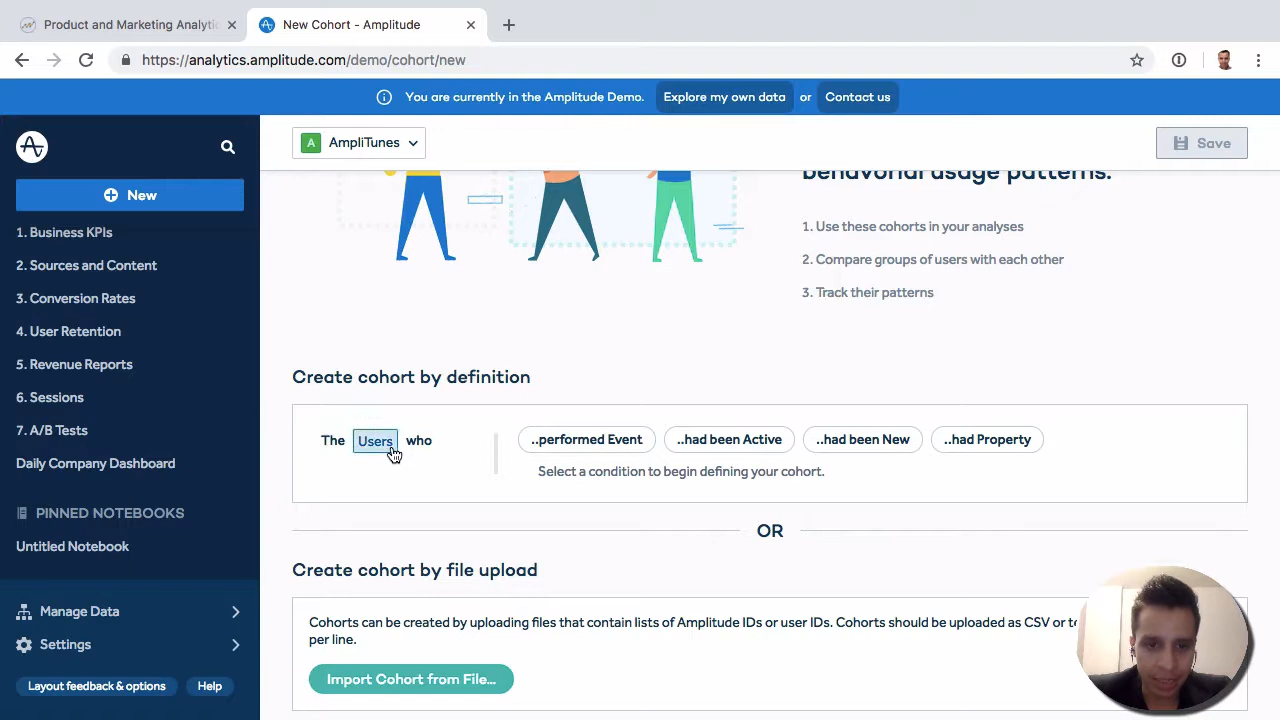 Product and Marketing Analytic
New Cohort - Amplitude
https://analytics.amplitude.com/demo/cohort/new
You are currently in the Amplitude Demo. Explore my own data or Contact us
A AmpliTunes
Save
New
1. Business KPIs
2. Sources and Content
3. Conversion Rates
4. User Retention
5. Revenue Reports
6. Sessions
7. A/B Tests
Daily Company Dashboard
PINNED NOTEBOOKS
Untitled Notebook
Manage Data
Settings
Layout feedback & options
Help
behavorial usage patterns.
1. Use these cohorts in your analyses
2. Compare groups of users with each other
3. Track their patterns
Create cohort by definition
The Users who
..performed Event ..had been Active ..had been New ..had Property
Select a condition to begin defining your cohort.
OR
Create cohort by file upload
Cohorts can be created by uploading files that contain lists of Amplitude IDs or user IDs. Cohorts should be uploaded as CSV or
per line.
Import Cohort from File...